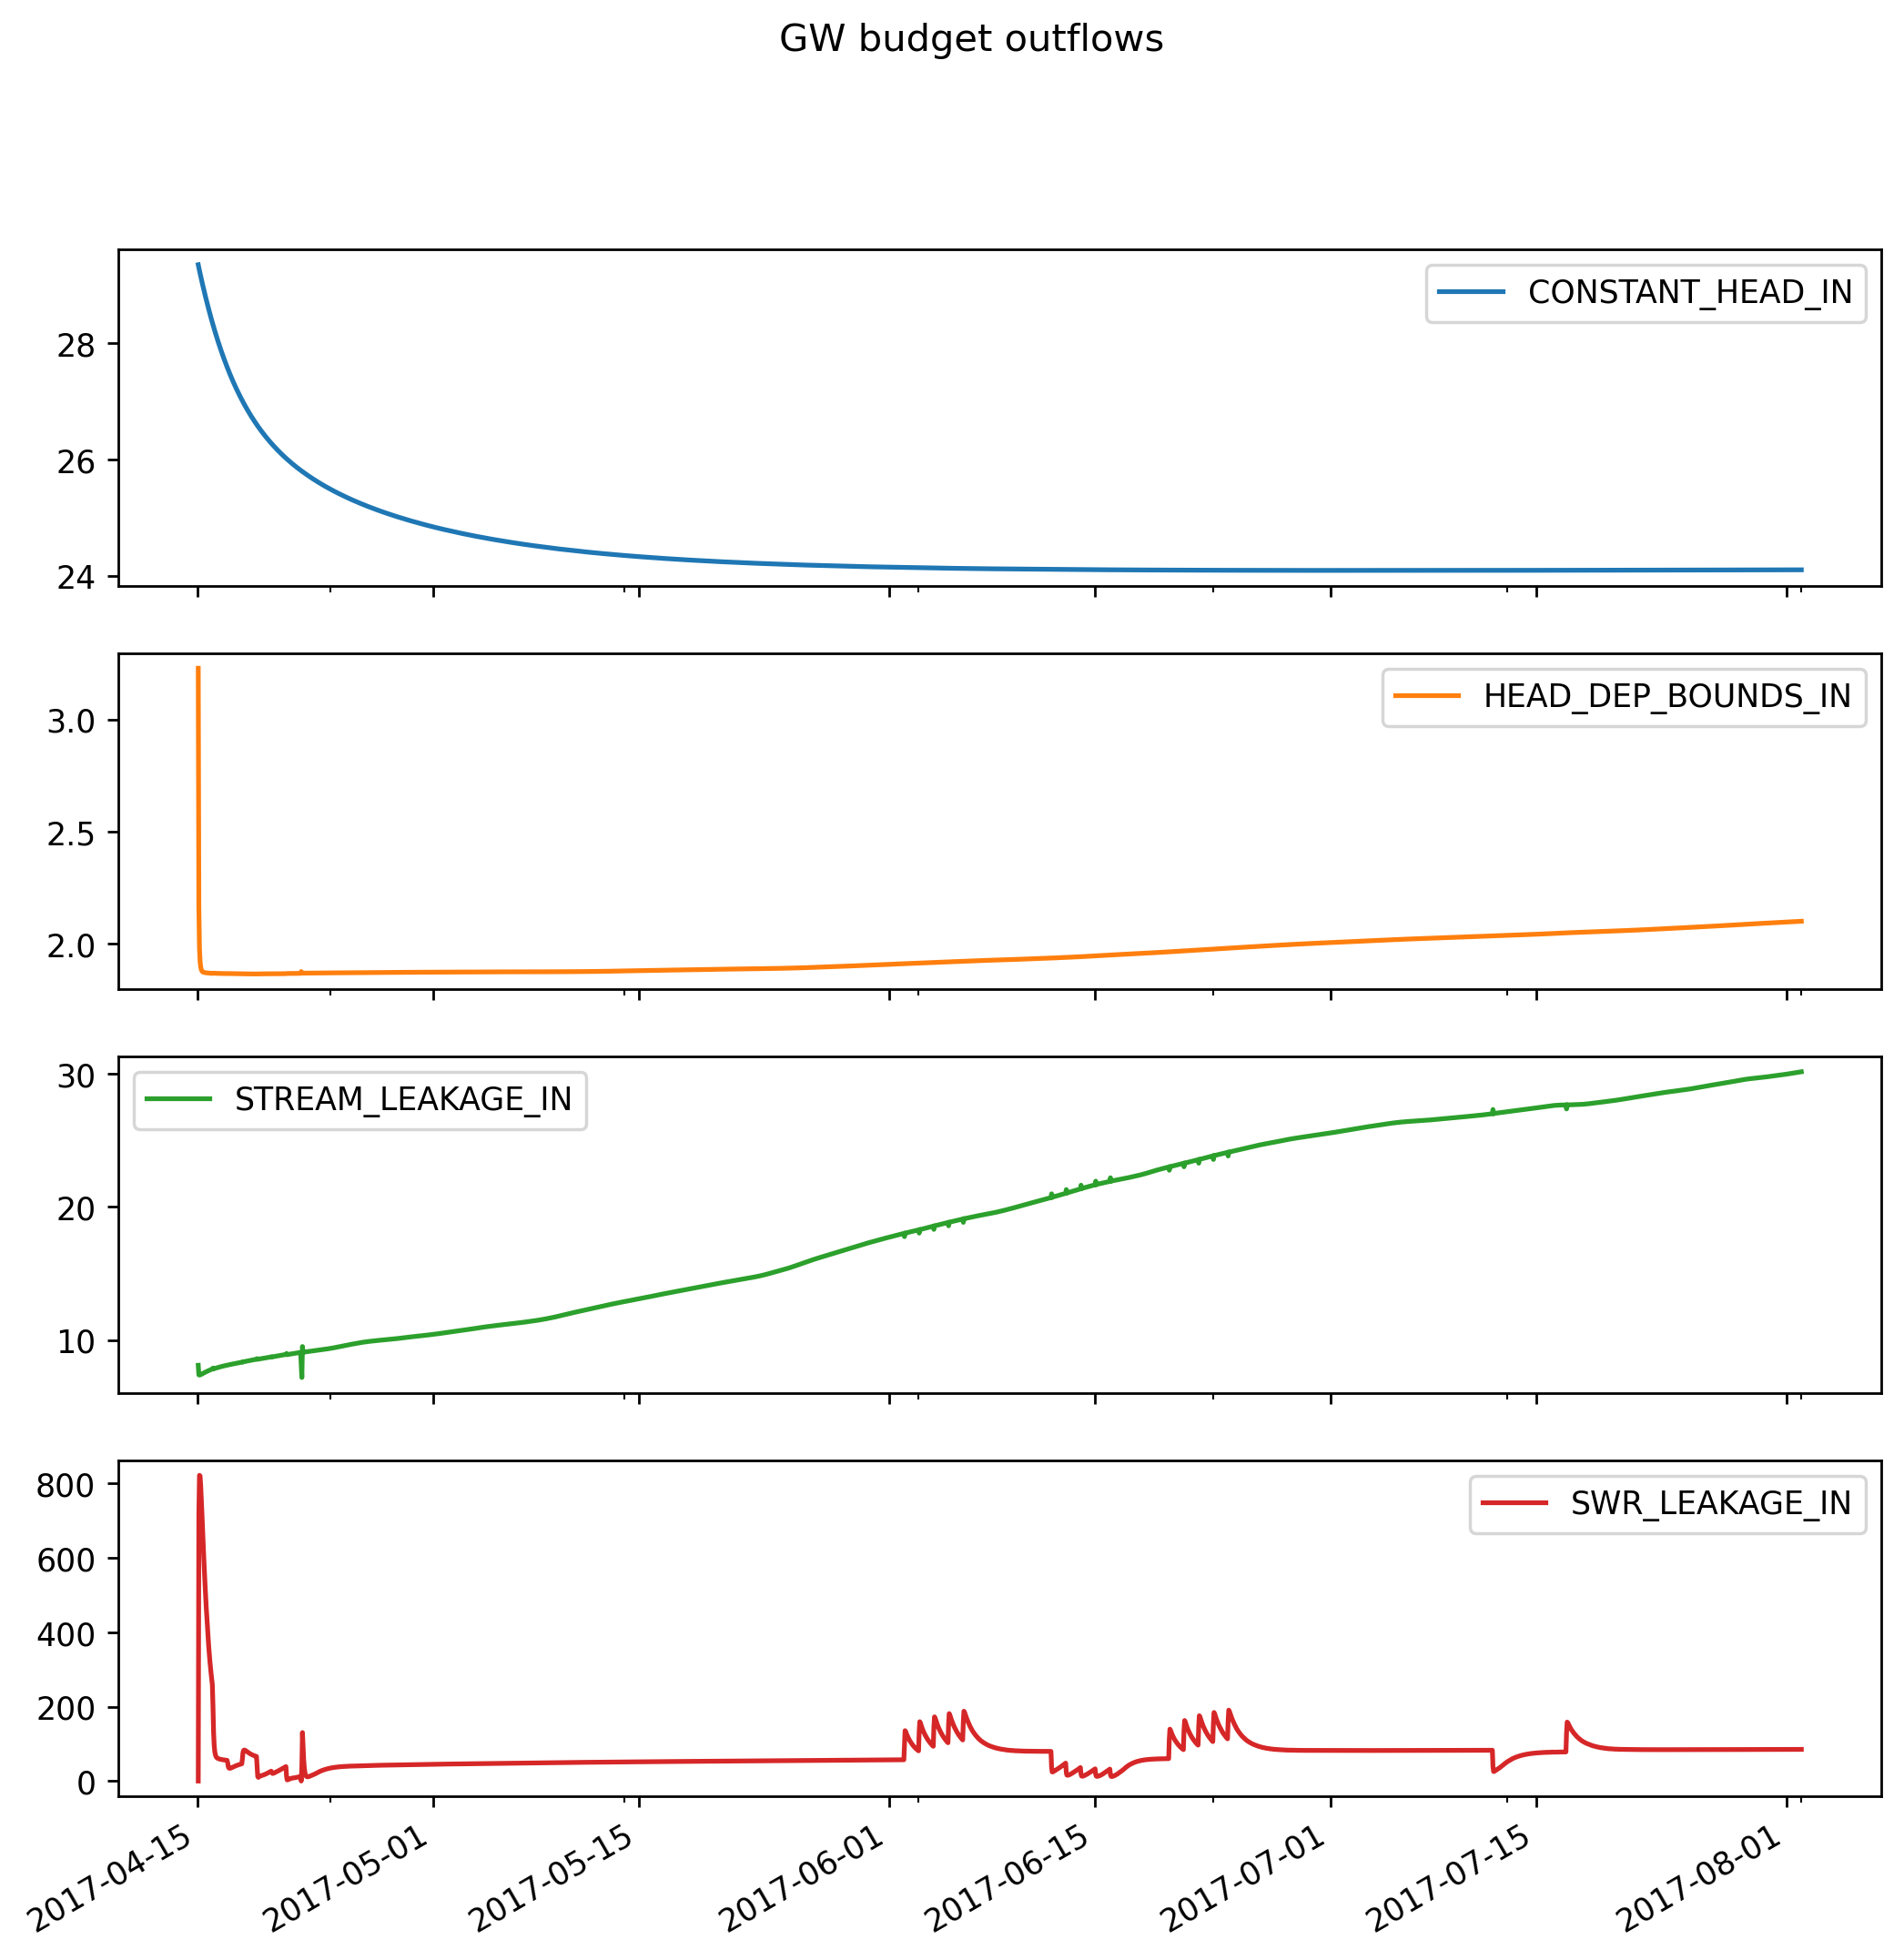 GW budget outflows
CONSTANT_HEAD_IN
28
26
24
HEAD_DEP_BOUNDS_IN
3.0
2.5
2.0
STREAM_LEAKAGE_IN
30
20
10
SWR_LEAKAGE_IN
800
600
400
200
0
2017-04-15 2017-05-01 2017-05-15 2017-06-01 2017-06-15 2017-07-01 2017-07-15 2017-08-01